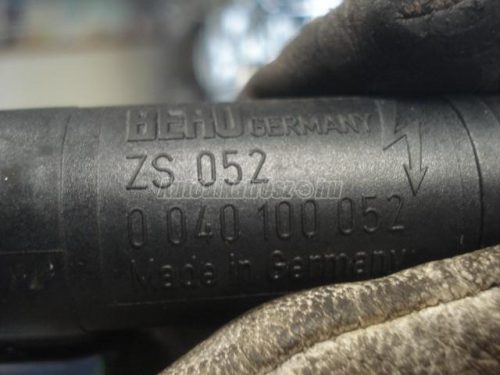 BERU GERMANY
ZS 052
0 040 100 052
Made in Germany